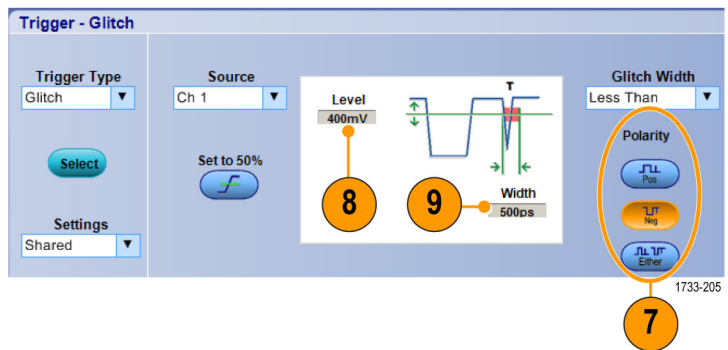 Trigger - Glitch
Trigger Type
Glitch
Select
Settings
Shared
Source
Ch 1
Set to 50%
Level
400mV
8
T
9
Width
500ps
Glitch Width
Less Than
Polarity
Pos
Neg
Either
1733-205
7